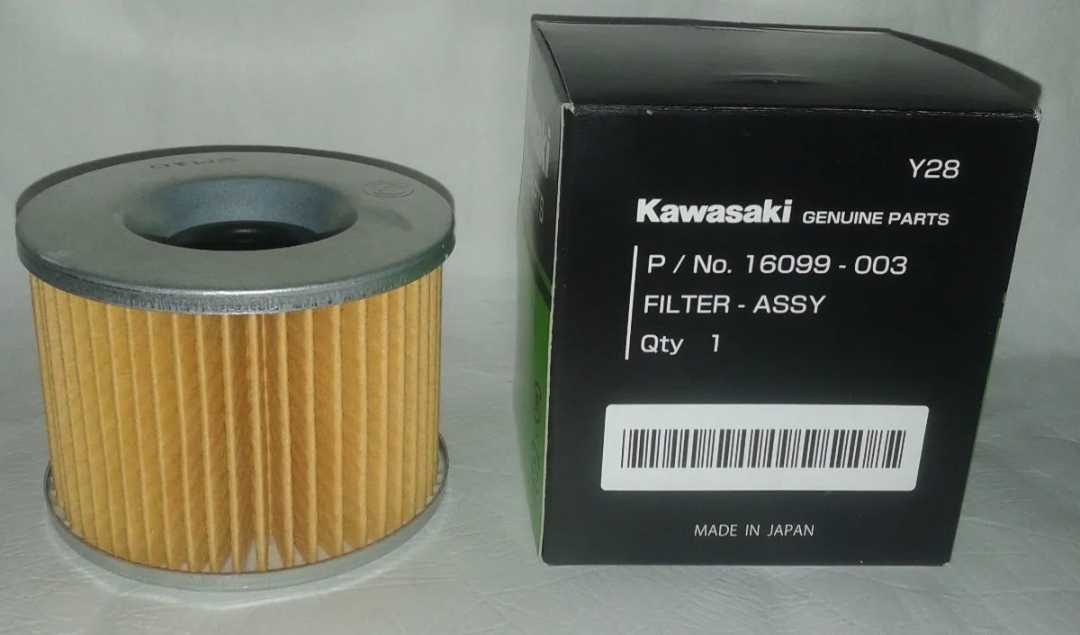 Y28
Kawasaki GENUINE PARTS
P / No. 16099 - 003
FILTER - ASSY
Qty 1
MADE IN JAPAN